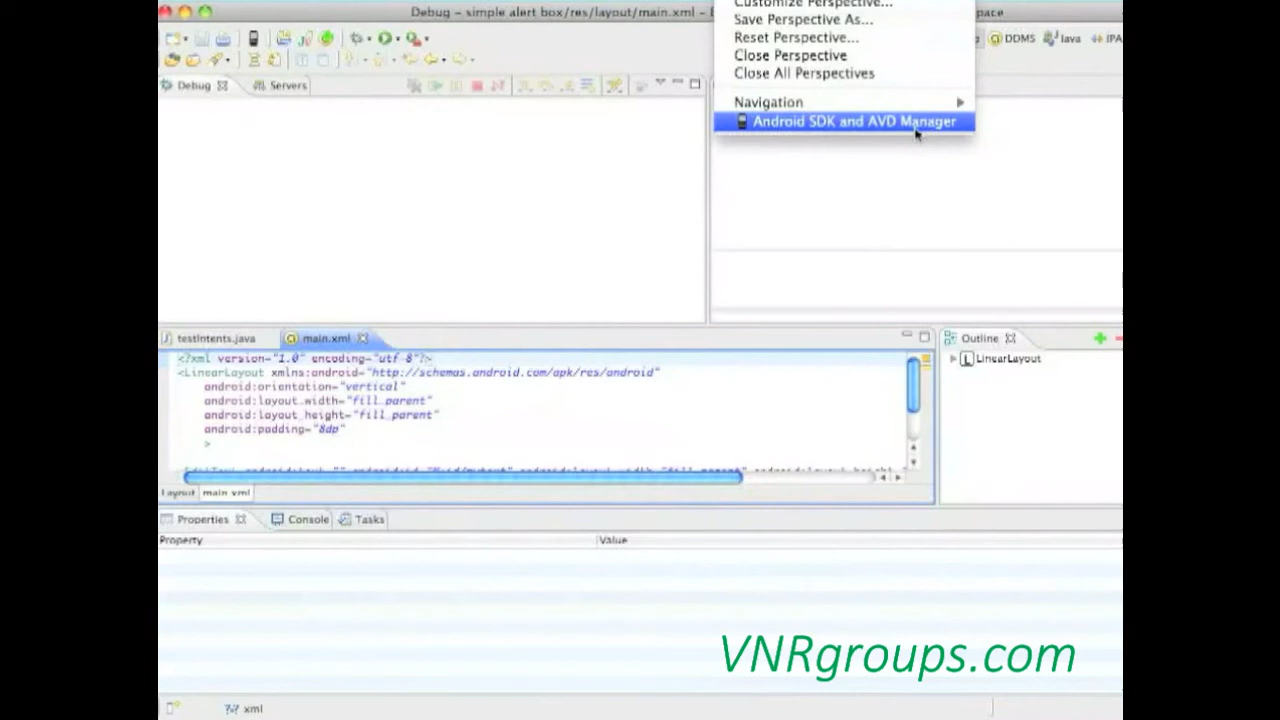 Customize Perspective...
Debug – simple alert box/res/layout/main.xml –
pace
Save Perspective As...
Reset Perspective...
DDMS
Java
Close Perspective
Close All Perspectives
Debug
Servers
Navigation
Android SDK and AVD Manager
testIntents.java
main.xml
Outline
<?xml version="1.0" encoding="utf-8"?>
LinearLayout
<LinearLayout xmlns:android="http://schemas.android.com/apk/res/android"
android:orientation="vertical"
android:layout_width="fill_parent"
android:layout_height="fill_parent"
android:padding="8dp"
>
Layout
main.xml
Properties
Console
Tasks
Property
Value
VNRgroups.com
xml